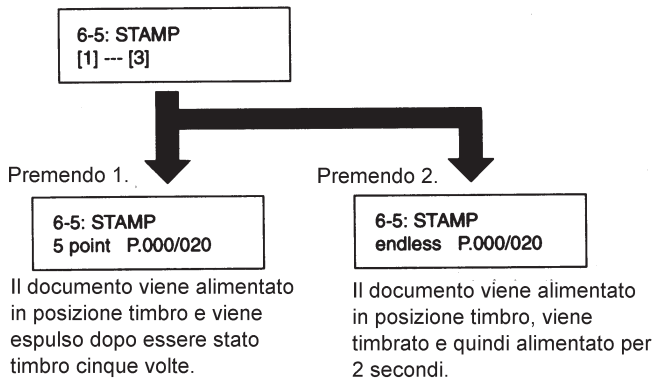 6-5: STAMP
[1] --- [3]
Premendo 1.
6-5: STAMP
5 point P.000/020
Il documento viene alimentato
in posizione timbro e viene
espulso dopo essere stato
timbro cinque volte.
Premendo 2.
6-5: STAMP
endless P.000/020
Il documento viene alimentato
in posizione timbro, viene
timbrato e quindi alimentato per
2 secondi.